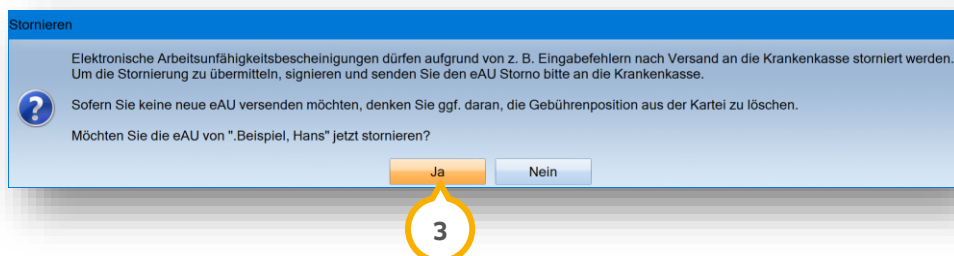 Stornieren
Elektronische Arbeitsunfähigkeitsbescheinigungen dürfen aufgrund von z. B. Eingabefehlern nach Versand an die Krankenkasse storniert werden.
Um die Stornierung zu übermitteln, signieren und senden Sie den eAU Storno bitte an die Krankenkasse.
Sofern Sie keine neue eAU versenden möchten, denken Sie ggf. daran, die Gebührenposition aus der Kartei zu löschen.
Möchten Sie die eAU von ".Beispiel, Hans" jetzt stornieren?
Ja Nein
3